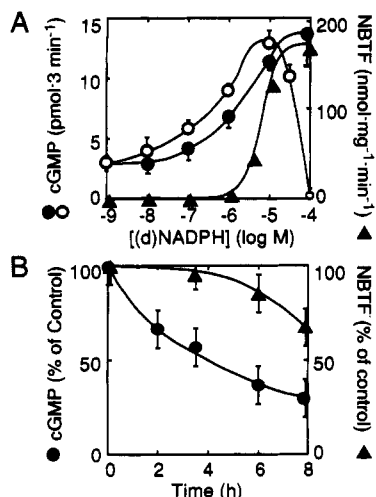 A
cGMP (pmol·3 min⁻¹)
15
10
5
0
200
100
0
NBTF (nmol·mg⁻¹·min⁻¹)
-9 -8 -7 -6 -5 -4
[(d)NADPH] (log M)
B
cGMP (% of Control)
100
50
0
100
50
0
NBTF (% of control)
0 2 4 6 8
Time (h)